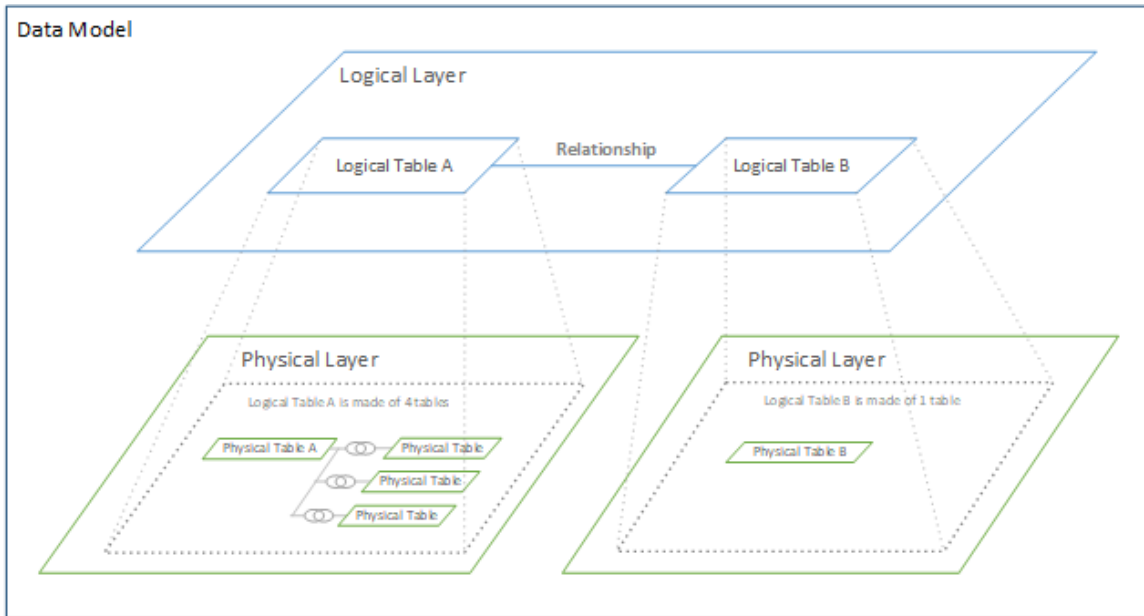 Data Model
Logical Layer
Logical Table A
Relationship
Logical Table B
Physical Layer
Logical Table A is made of 4 tables
Physical Table A
Physical Table
Physical Table
Physical Table
Physical Layer
Logical Table B is made of 1 table
Physical Table B